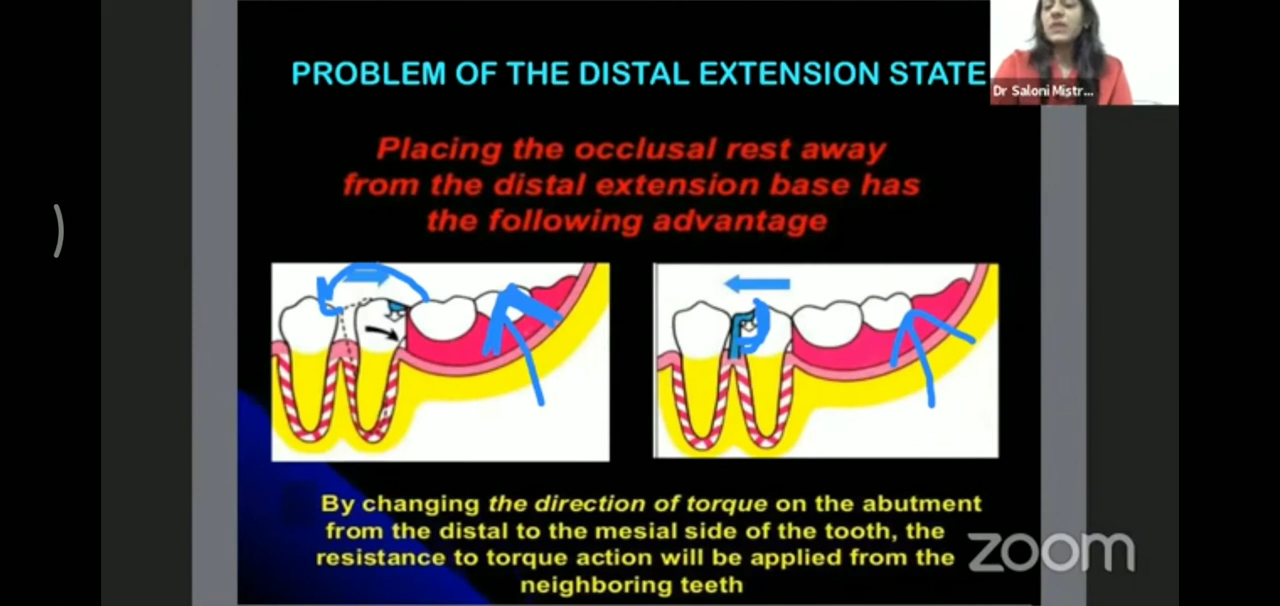 PROBLEM OF THE DISTAL EXTENSION STATE
Dr Saloni Mistr...
Placing the occlusal rest away
from the distal extension base has
the following advantage
By changing the direction of torque on the abutment
from the distal to the mesial side of the tooth, the
resistance to torque action will be applied from the
neighboring teeth
zoom